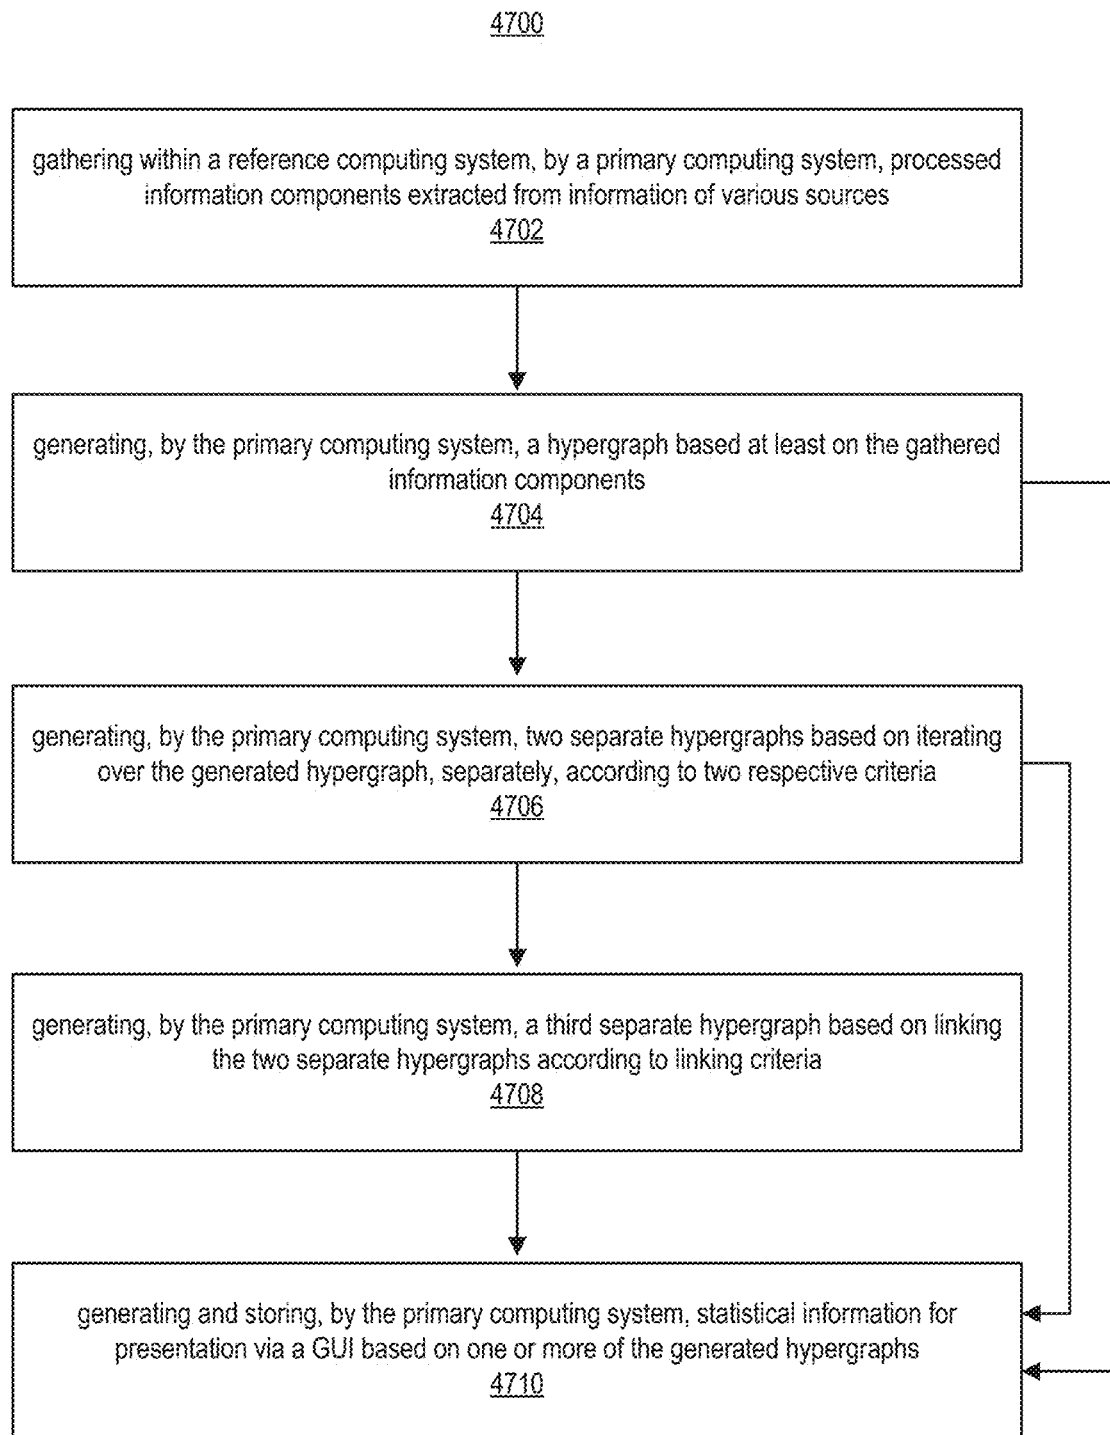 4700
gathering within a reference computing system, by a primary computing system, processed
information components extracted from information of various sources
4702
generating, by the primary computing system, a hypergraph based at least on the gathered
information components
4704
generating, by the primary computing system, two separate hypergraphs based on iterating
over the generated hypergraph, separately, according to two respective criteria
4706
generating, by the primary computing system, a third separate hypergraph based on linking
the two separate hypergraphs according to linking criteria
4708
generating and storing, by the primary computing system, statistical information for
presentation via a GUI based on one or more of the generated hypergraphs
4710